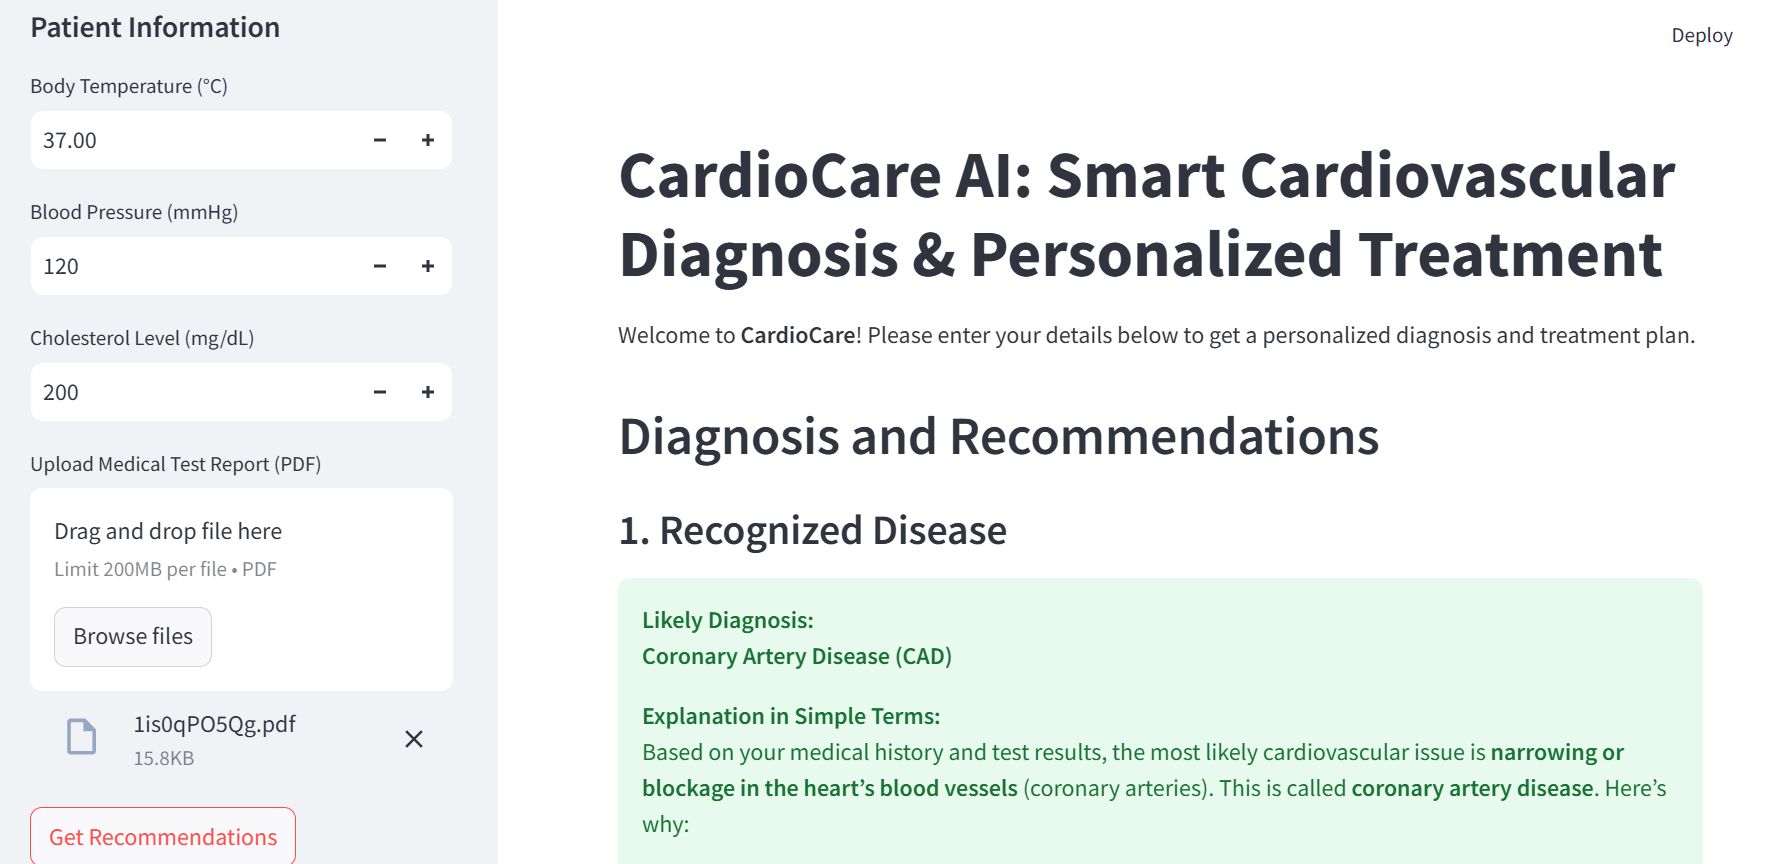 Patient Information
Body Temperature (°C)
37.00
Blood Pressure (mmHg)
120
Cholesterol Level (mg/dL)
200
Upload Medical Test Report (PDF)
Drag and drop file here
Limit 200MB per file • PDF
Browse files
1is0qPO5Qg.pdf
15.8KB
Get Recommendations
Deploy
CardioCare AI: Smart Cardiovascular
Diagnosis & Personalized Treatment
Welcome to CardioCare! Please enter your details below to get a personalized diagnosis and treatment plan.
Diagnosis and Recommendations
1. Recognized Disease
Likely Diagnosis:
Coronary Artery Disease (CAD)
Explanation in Simple Terms:
Based on your medical history and test results, the most likely cardiovascular issue is narrowing or
blockage in the heart’s blood vessels (coronary arteries). This is called coronary artery disease. Here’s
why: